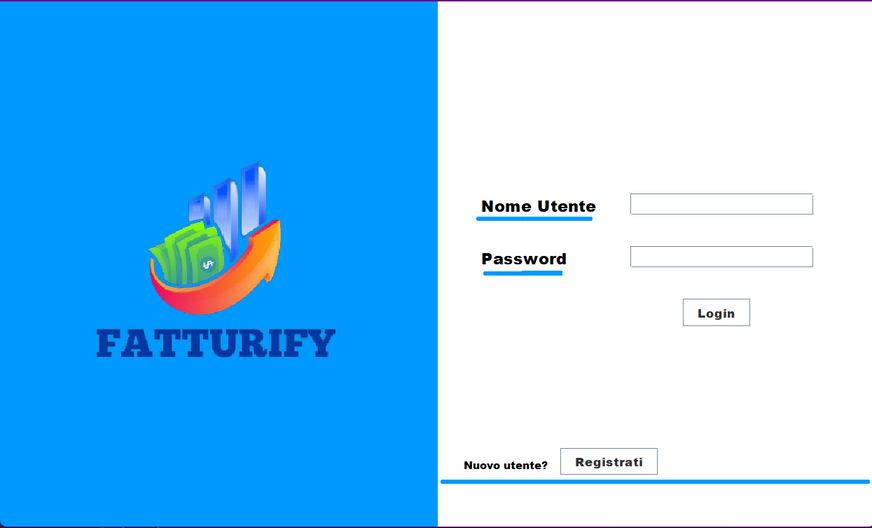 FATTURIFY
Nome Utente
Password
Login
Nuovo utente? Registrati